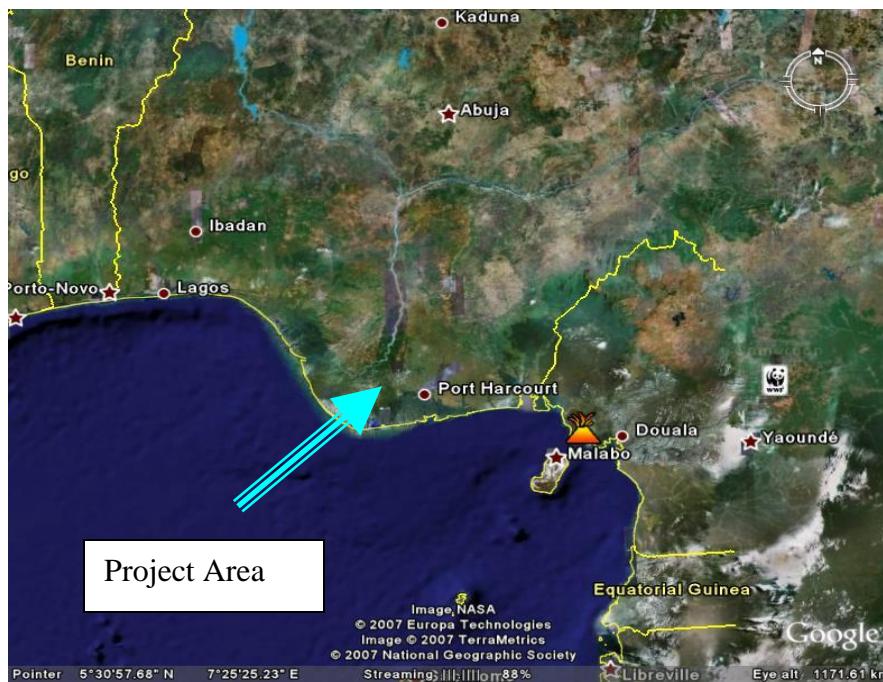 Kaduna
Benin
N
Abuja
go
Ibadan
Porto-Novo
Lagos
Port Harcourt
WWF
Douala
Yaoundé
Malabo
Project Area
Equatorial Guinea
Image NASA
© 2007 Europa Technologies
Image © 2007 TerraMetrics
© 2007 National Geographic Society
Google
Pointer 5°30'57.68" N 7°25'25.23" E Streaming 88% Libreville Eye alt 1171.61 km